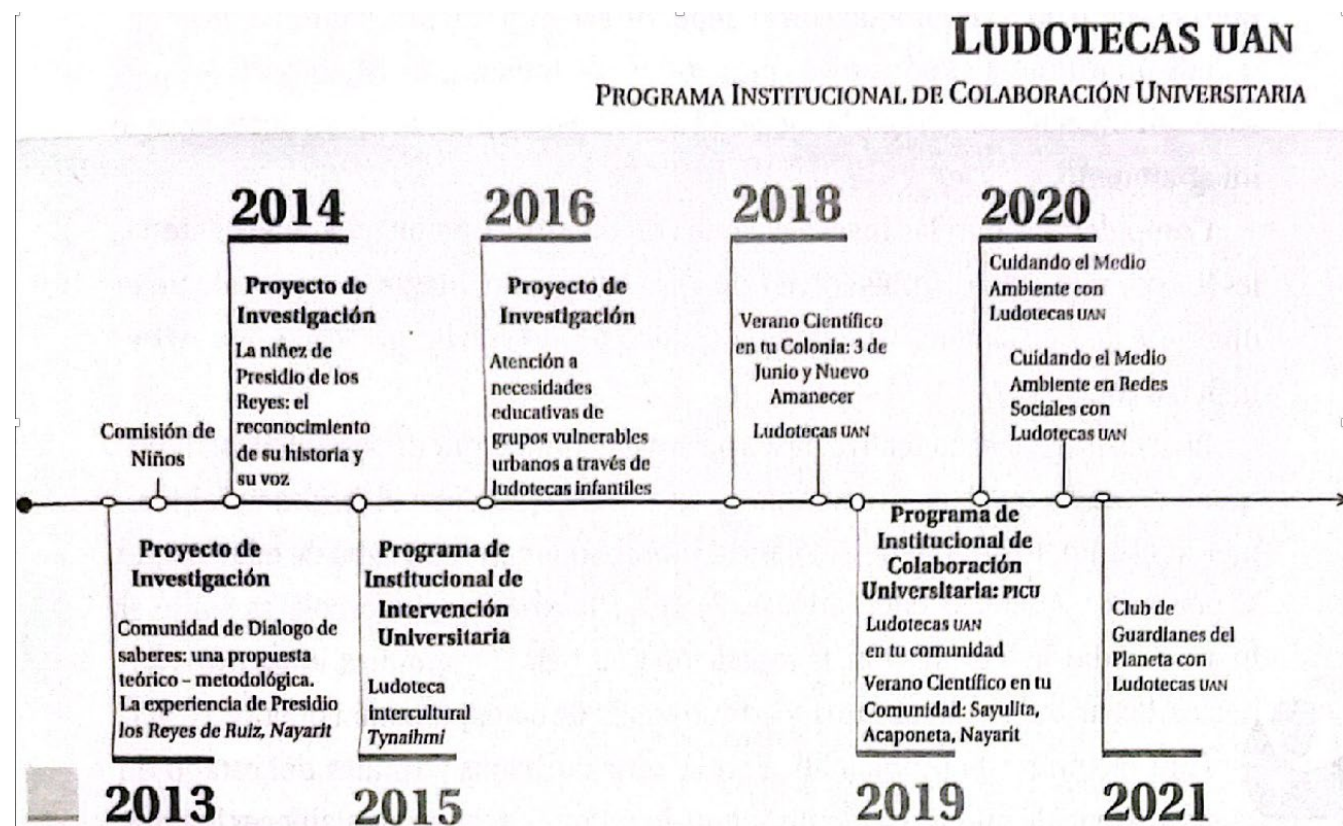 LUDOTECAS UAN
PROGRAMA INSTITUCIONAL DE COLABORACIÓN UNIVERSITARIA
2014
Proyecto de
Investigación
La niñez de
Presidio de los
Reyes: el
reconocimiento
de su historia y
su voz
2016
Proyecto de
Investigación
Atención a
necesidades
educativas de
grupos vulnerables
urbanos a través de
ludotecas infantiles
2018
Verano Científico
en tu Colonia: 3 de
Junio y Nuevo
Amanecer
Ludotecas UAN
2020
Cuidando el Medio
Ambiente con
Ludotecas UAN
Cuidando el Medio
Ambiente en Redes
Sociales con
Ludotecas UAN
Comisión de
Niños
Proyecto de
Investigación
Comunidad de Dialogo de
saberes: una propuesta
teórico – metodológica.
La experiencia de Presidio
los Reyes de Ruiz, Nayarit
2013
Programa de
Institucional de
Intervención
Universitaria
Ludoteca
intercultural
Tynaihmi
2015
Programa de
Institucional de
Colaboración
Universitaria: PICU
Ludotecas UAN
en tu comunidad
Verano Científico en tu
Comunidad: Sayulita,
Acaponeta, Nayarit
2019
Club de
Guardianes del
Planeta con
Ludotecas UAN
2021